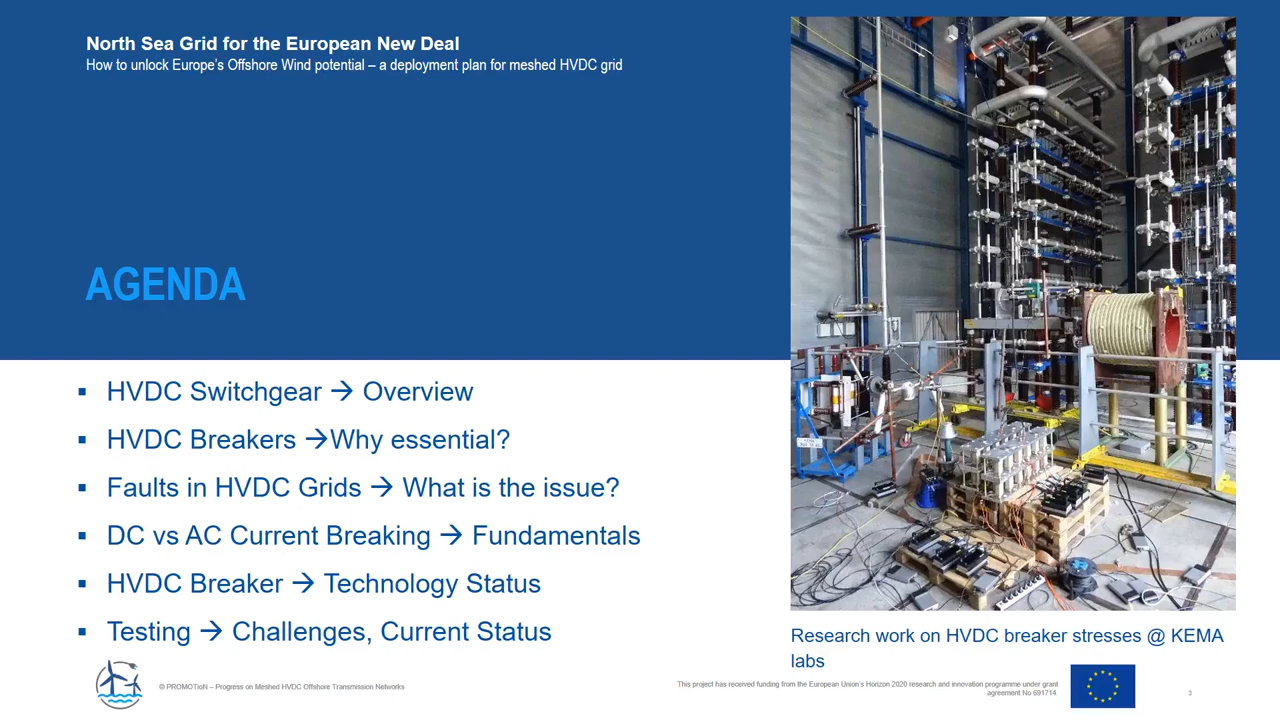 North Sea Grid for the European New Deal
How to unlock Europe's Offshore Wind potential – a deployment plan for meshed HVDC grid
AGENDA
▪ HVDC Switchgear → Overview
▪ HVDC Breakers →Why essential?
▪ Faults in HVDC Grids → What is the issue?
▪ DC vs AC Current Breaking → Fundamentals
▪ HVDC Breaker → Technology Status
▪ Testing → Challenges, Current Status
Research work on HVDC breaker stresses @ KEMA
labs
© PROMOTioN – Progress on Meshed HVDC Offshore Transmission Networks
This project has received funding from the European Union's Horizon 2020 research and innovation programme under grant
agreement No 691714.
3